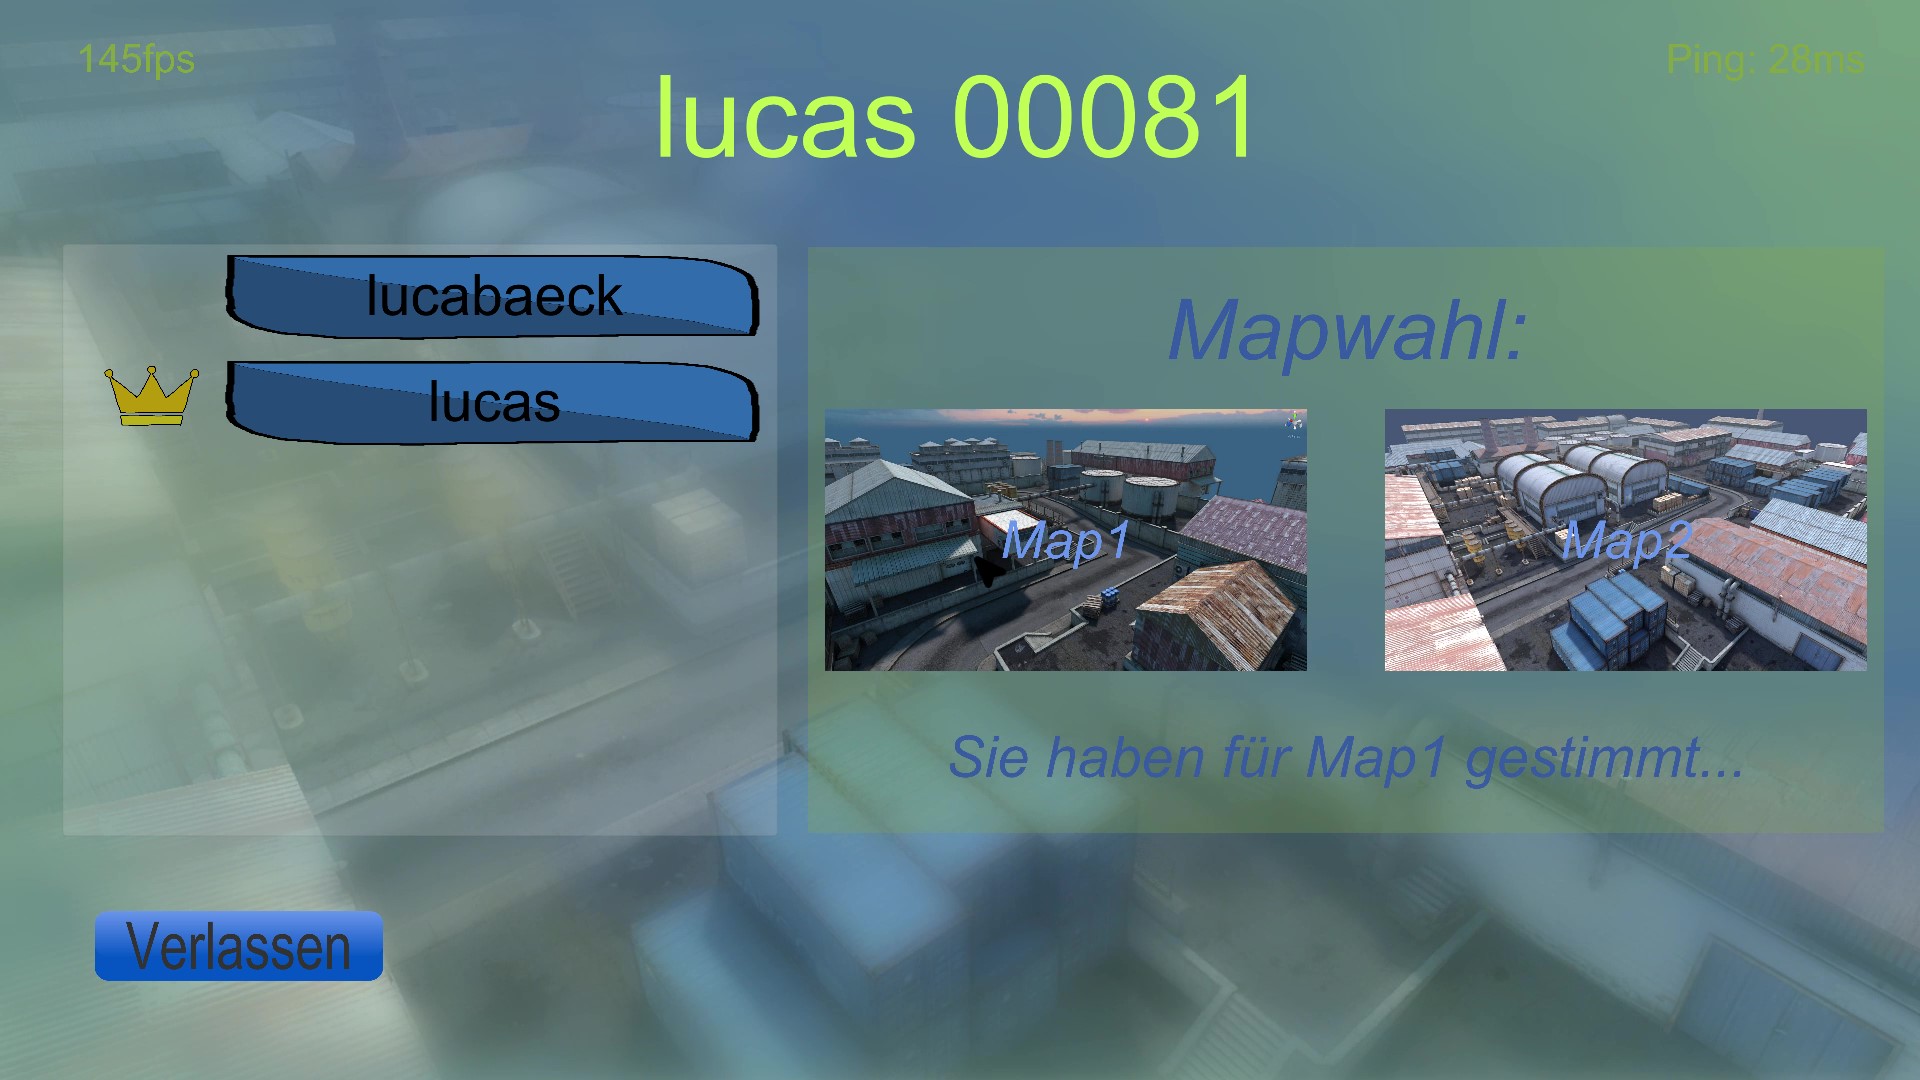 145fps
Ping: 28ms
lucas 00081
lucabaeck
lucas
Mapwahl:
Map1
Map2
Sie haben für Map1 gestimmt...
Verlassen